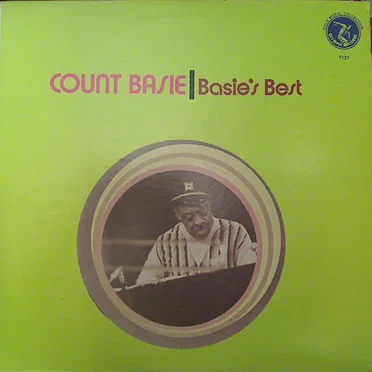 COUNT BASIE | Basie's Best
7121